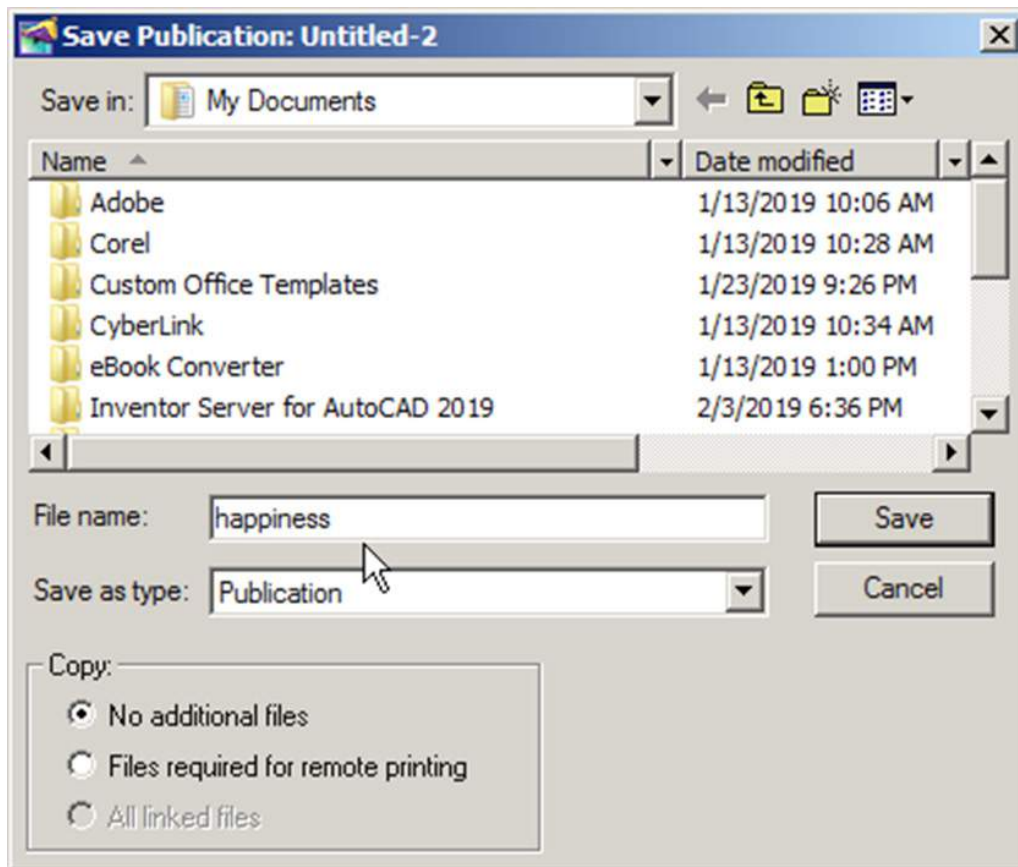 Save Publication: Untitled-2
Save in: My Documents
Name Date modified
Adobe 1/13/2019 10:06 AM
Corel 1/13/2019 10:28 AM
Custom Office Templates 1/23/2019 9:26 PM
CyberLink 1/13/2019 10:34 AM
eBook Converter 1/13/2019 1:00 PM
Inventor Server for AutoCAD 2019 2/3/2019 6:36 PM
File name: happiness Save
Save as type: Publication Cancel
Copy:
No additional files
Files required for remote printing
All linked files